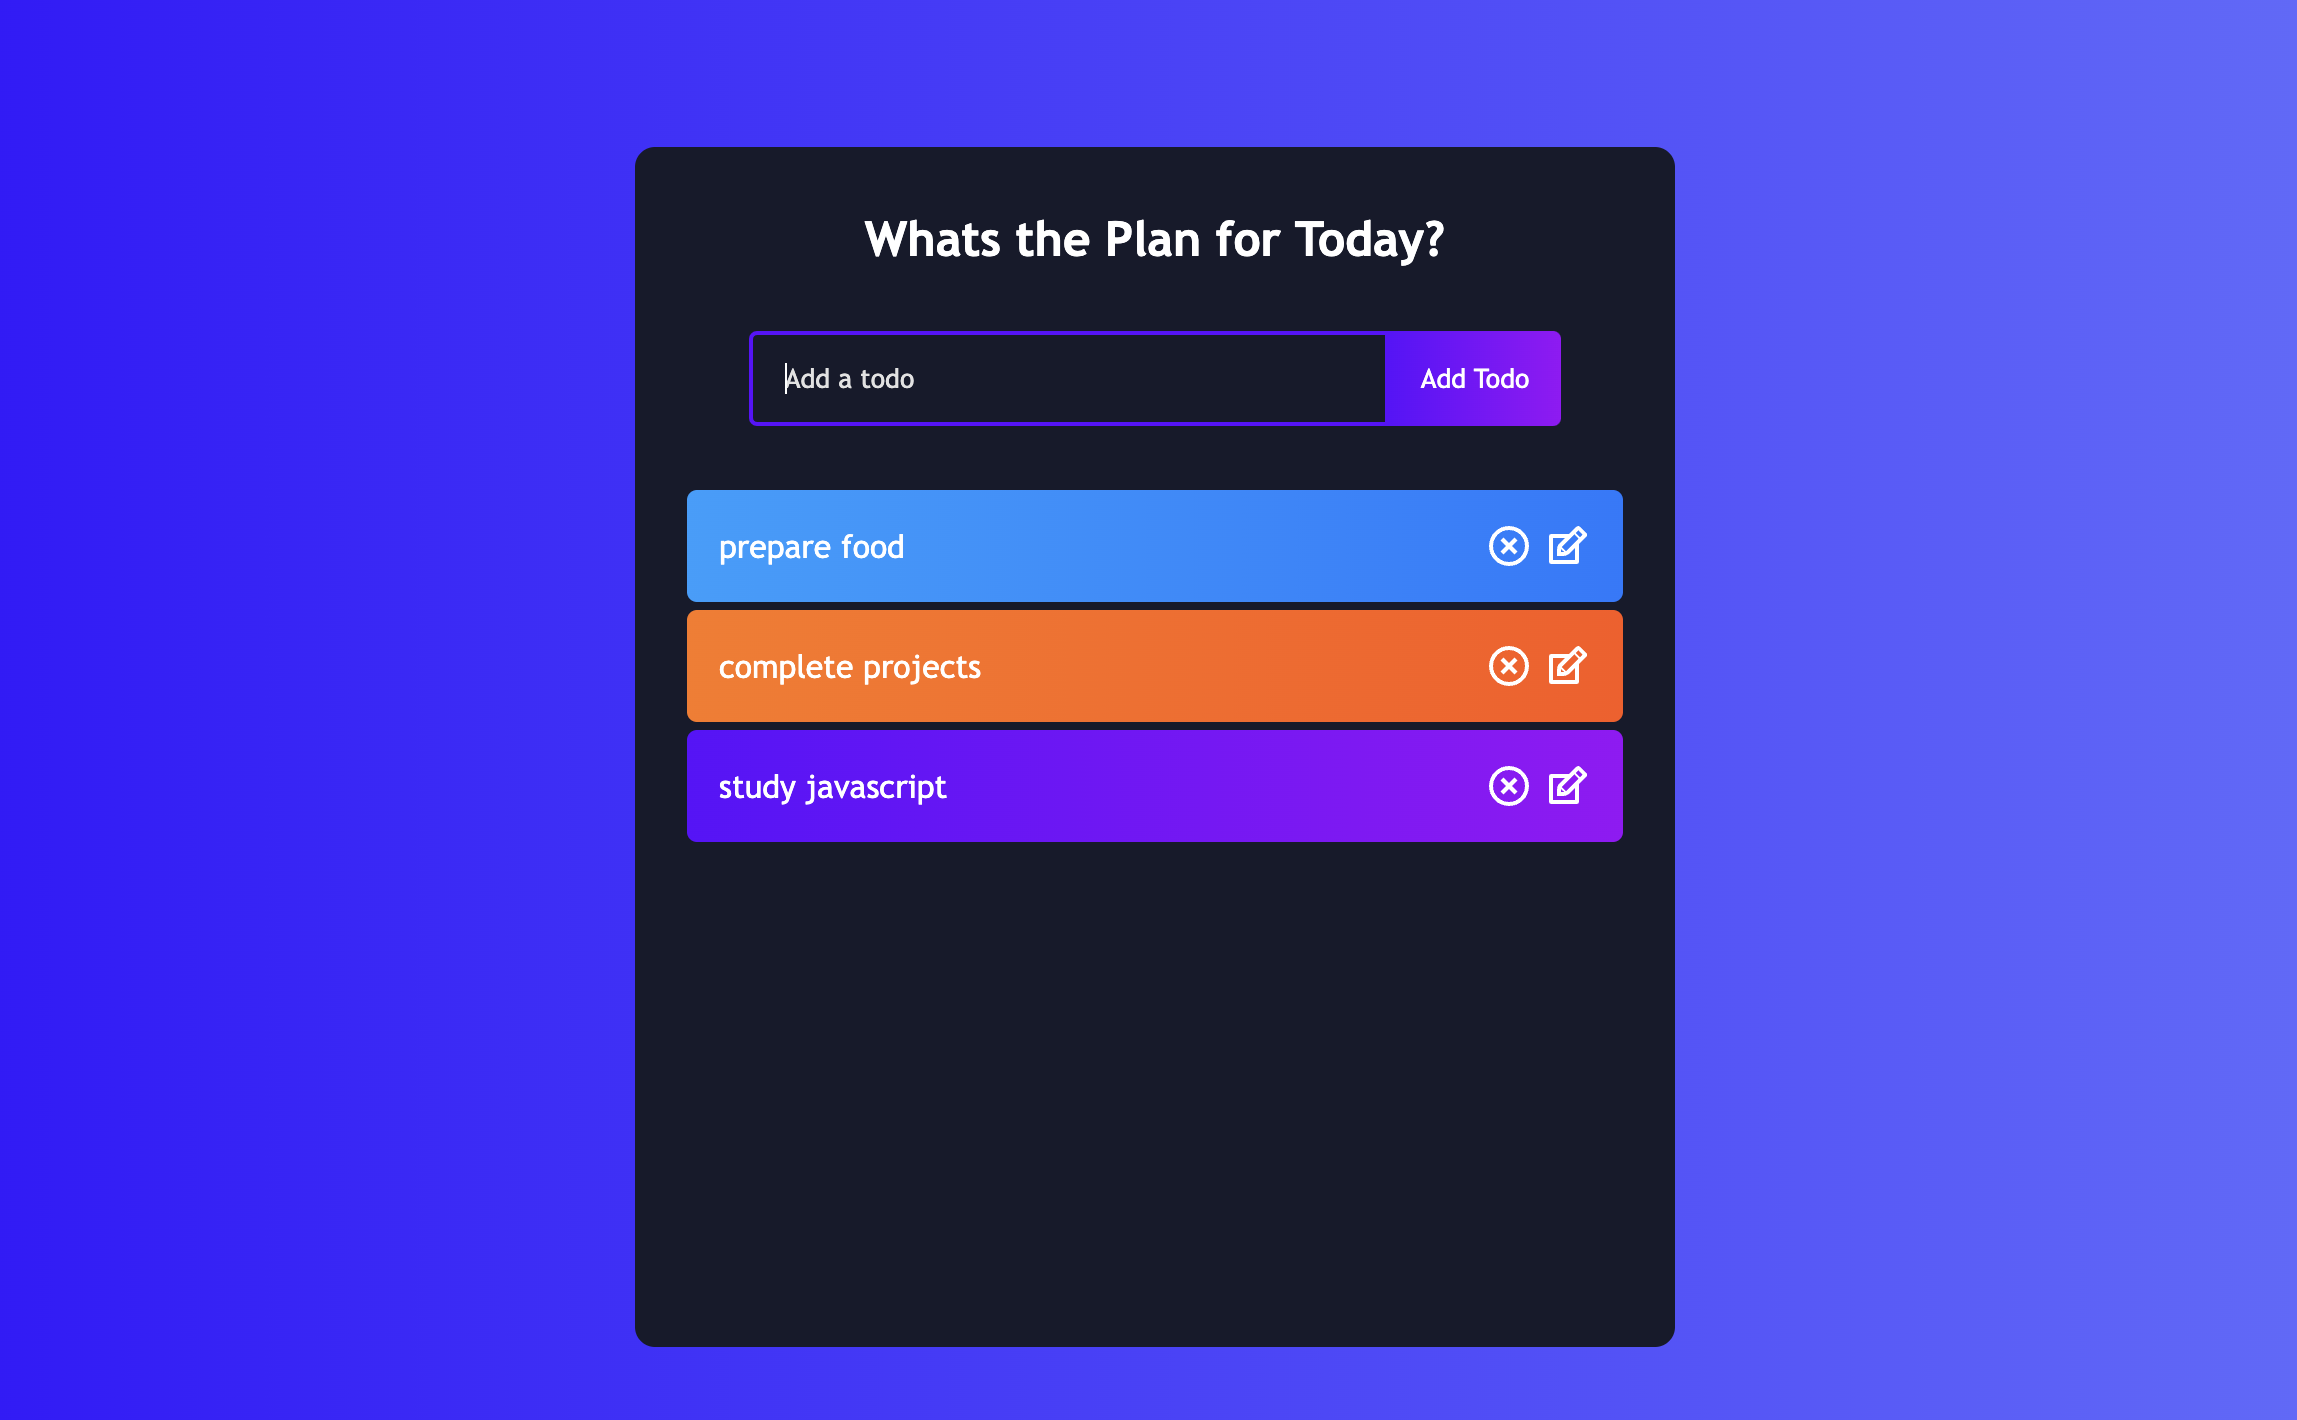 Whats the Plan for Today?
Add a todo
Add Todo
prepare food
complete projects
study javascript